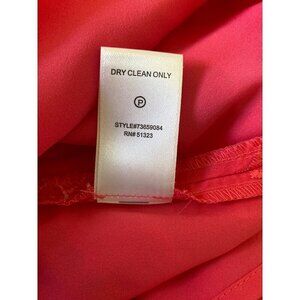 DRY CLEAN ONLY
P
STYLE#73659084
RN# 51323